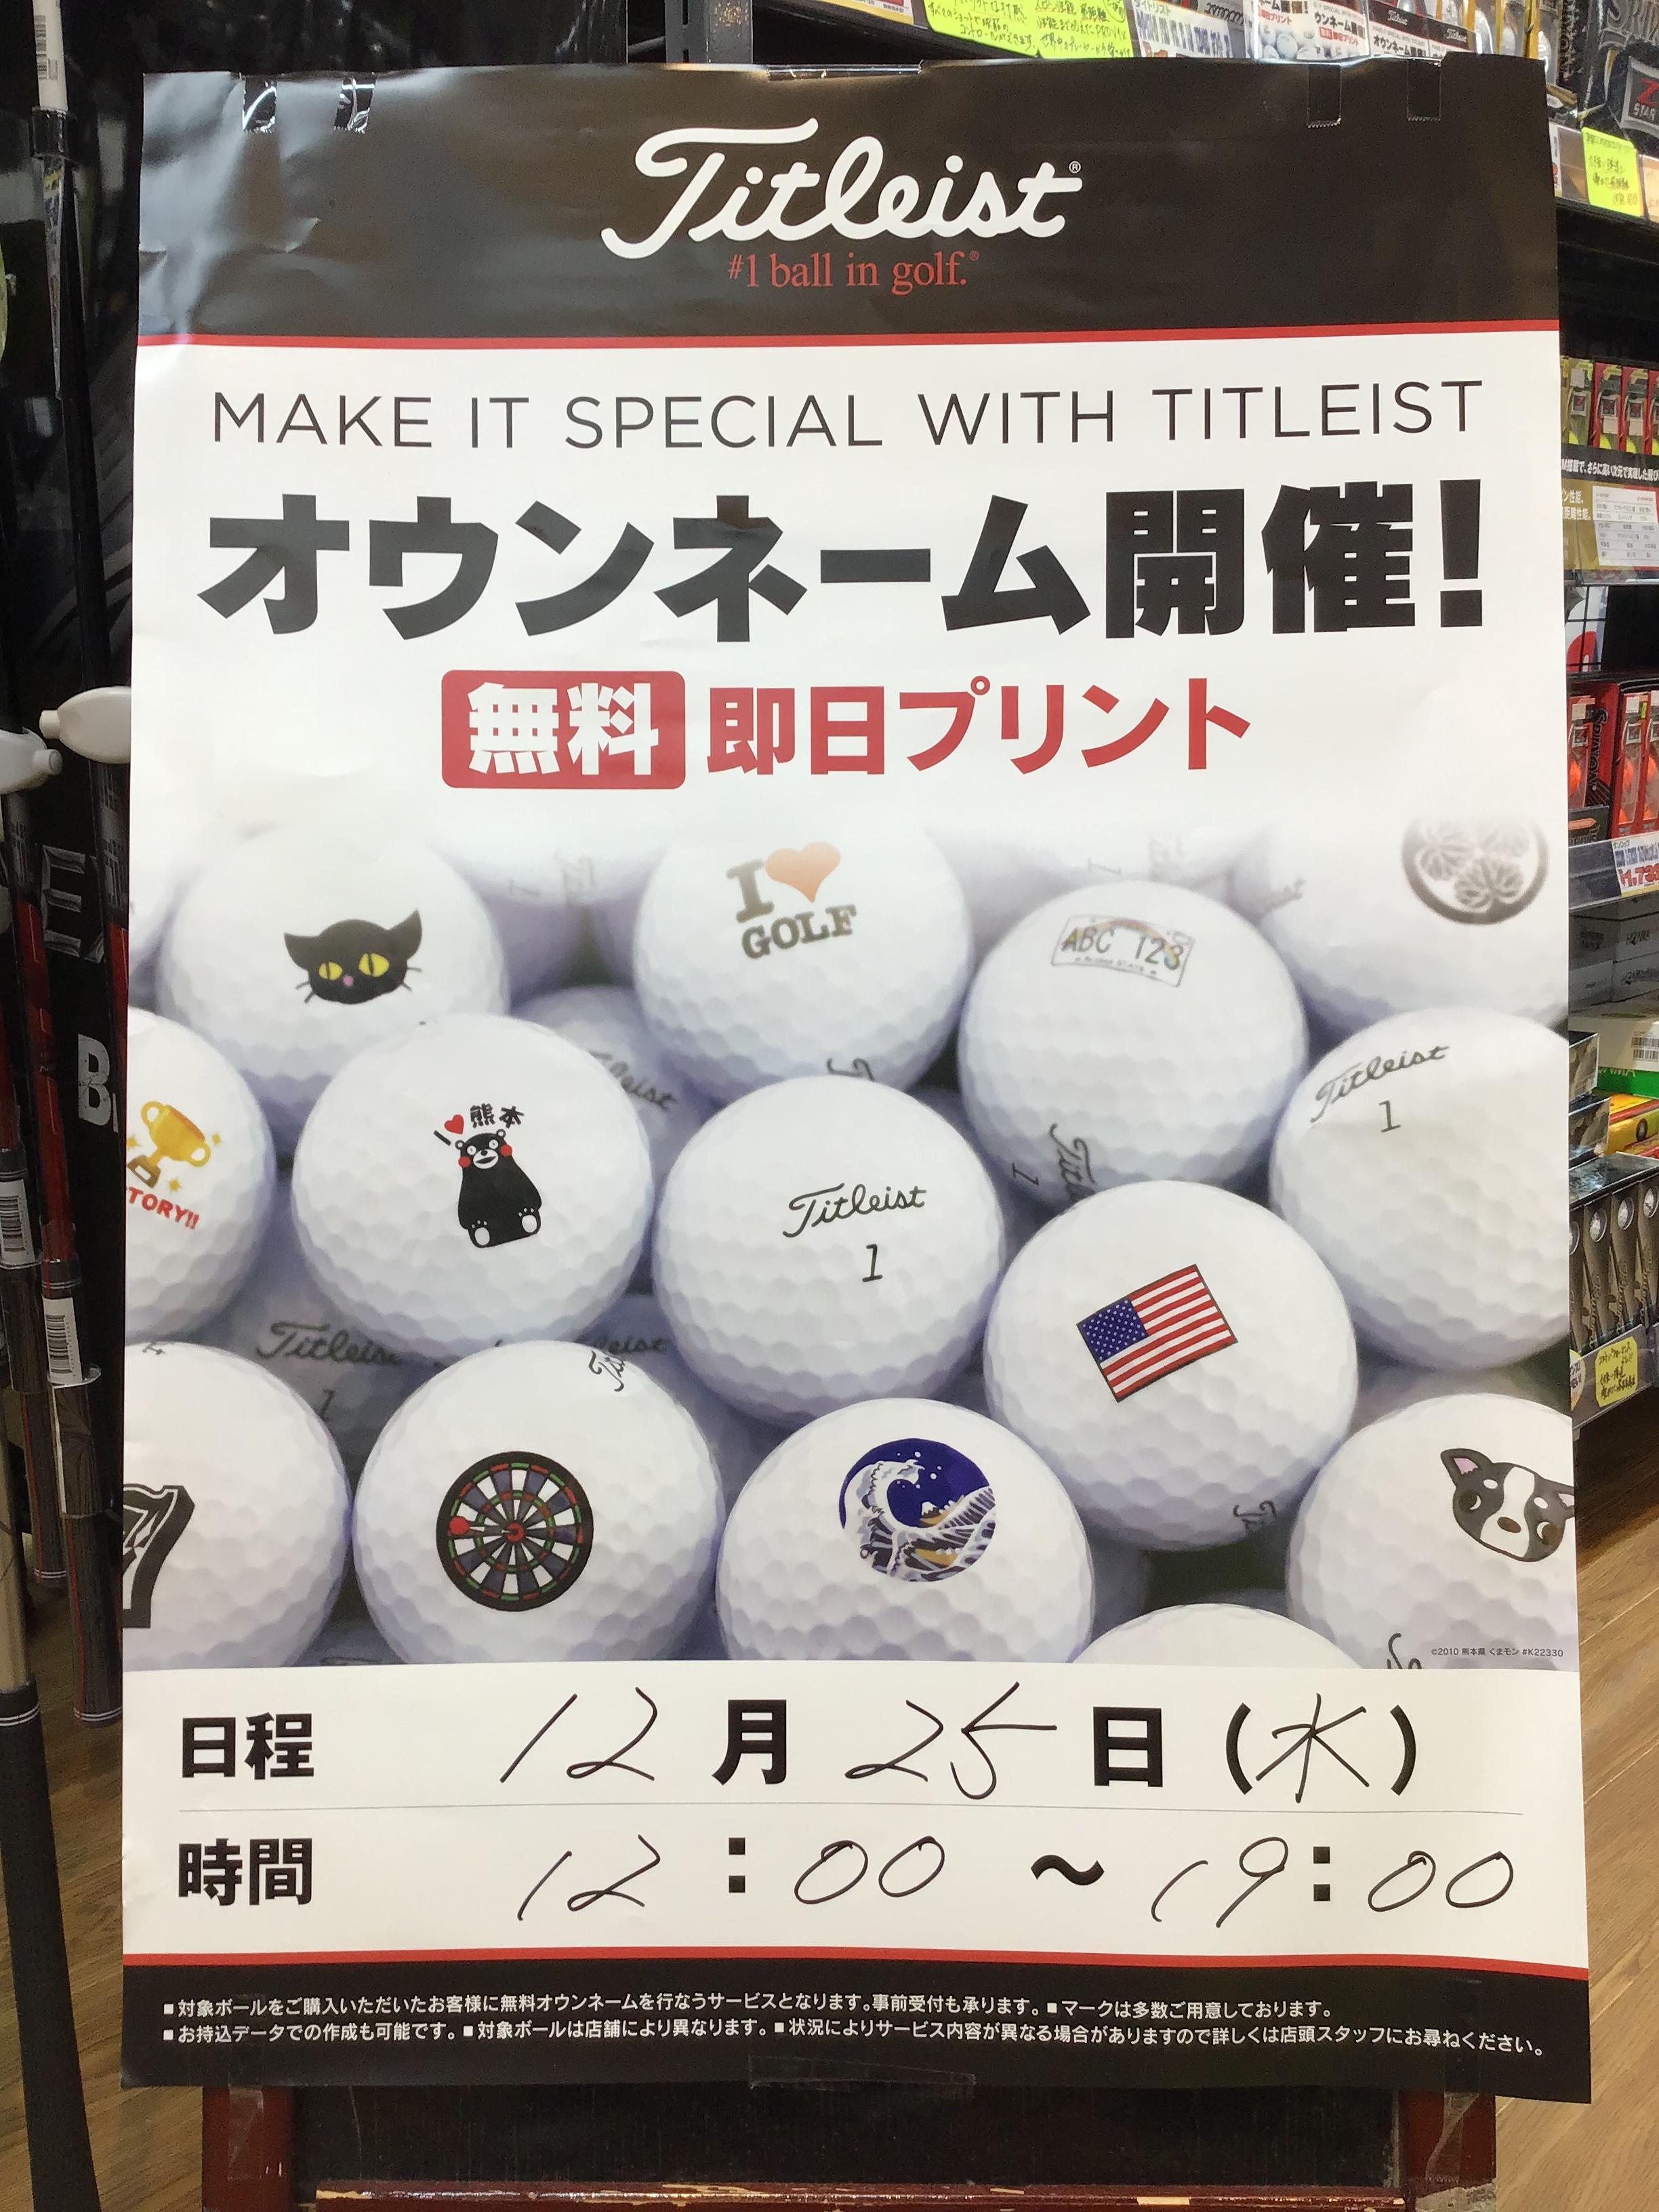 Titleist®
#1 ball in golf.®
MAKE IT SPECIAL WITH TITLEIST
オウンネーム開催!
無料 即日プリント
I ♥ GOLF
ABC 123
ALOHA STATE
Titleist
1
I ♥ 熊本
TORY!!
Titleist
1
Titleist
1
7
©2010 熊本県 くまモン #K22330
日程 12月25日(水)
時間 12:00 ~ 19:00
■対象ボールをご購入いただいたお客様に無料オウンネームを行なうサービスとなります。事前受付も承ります。■マークは多数ご用意しております。
■お持込データでの作成も可能です。■対象ボールは店舗により異なります。■状況によりサービス内容が異なる場合がありますので詳しくは店頭スタッフにお尋ねください。